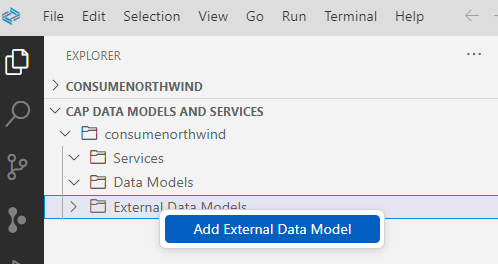 File Edit Selection View Go Run Terminal Help
EXPLORER ...
CONSUMENORTHWIND
CAP DATA MODELS AND SERVICES
consumenorthwind
Services
Data Models
External Data Models
Add External Data Model